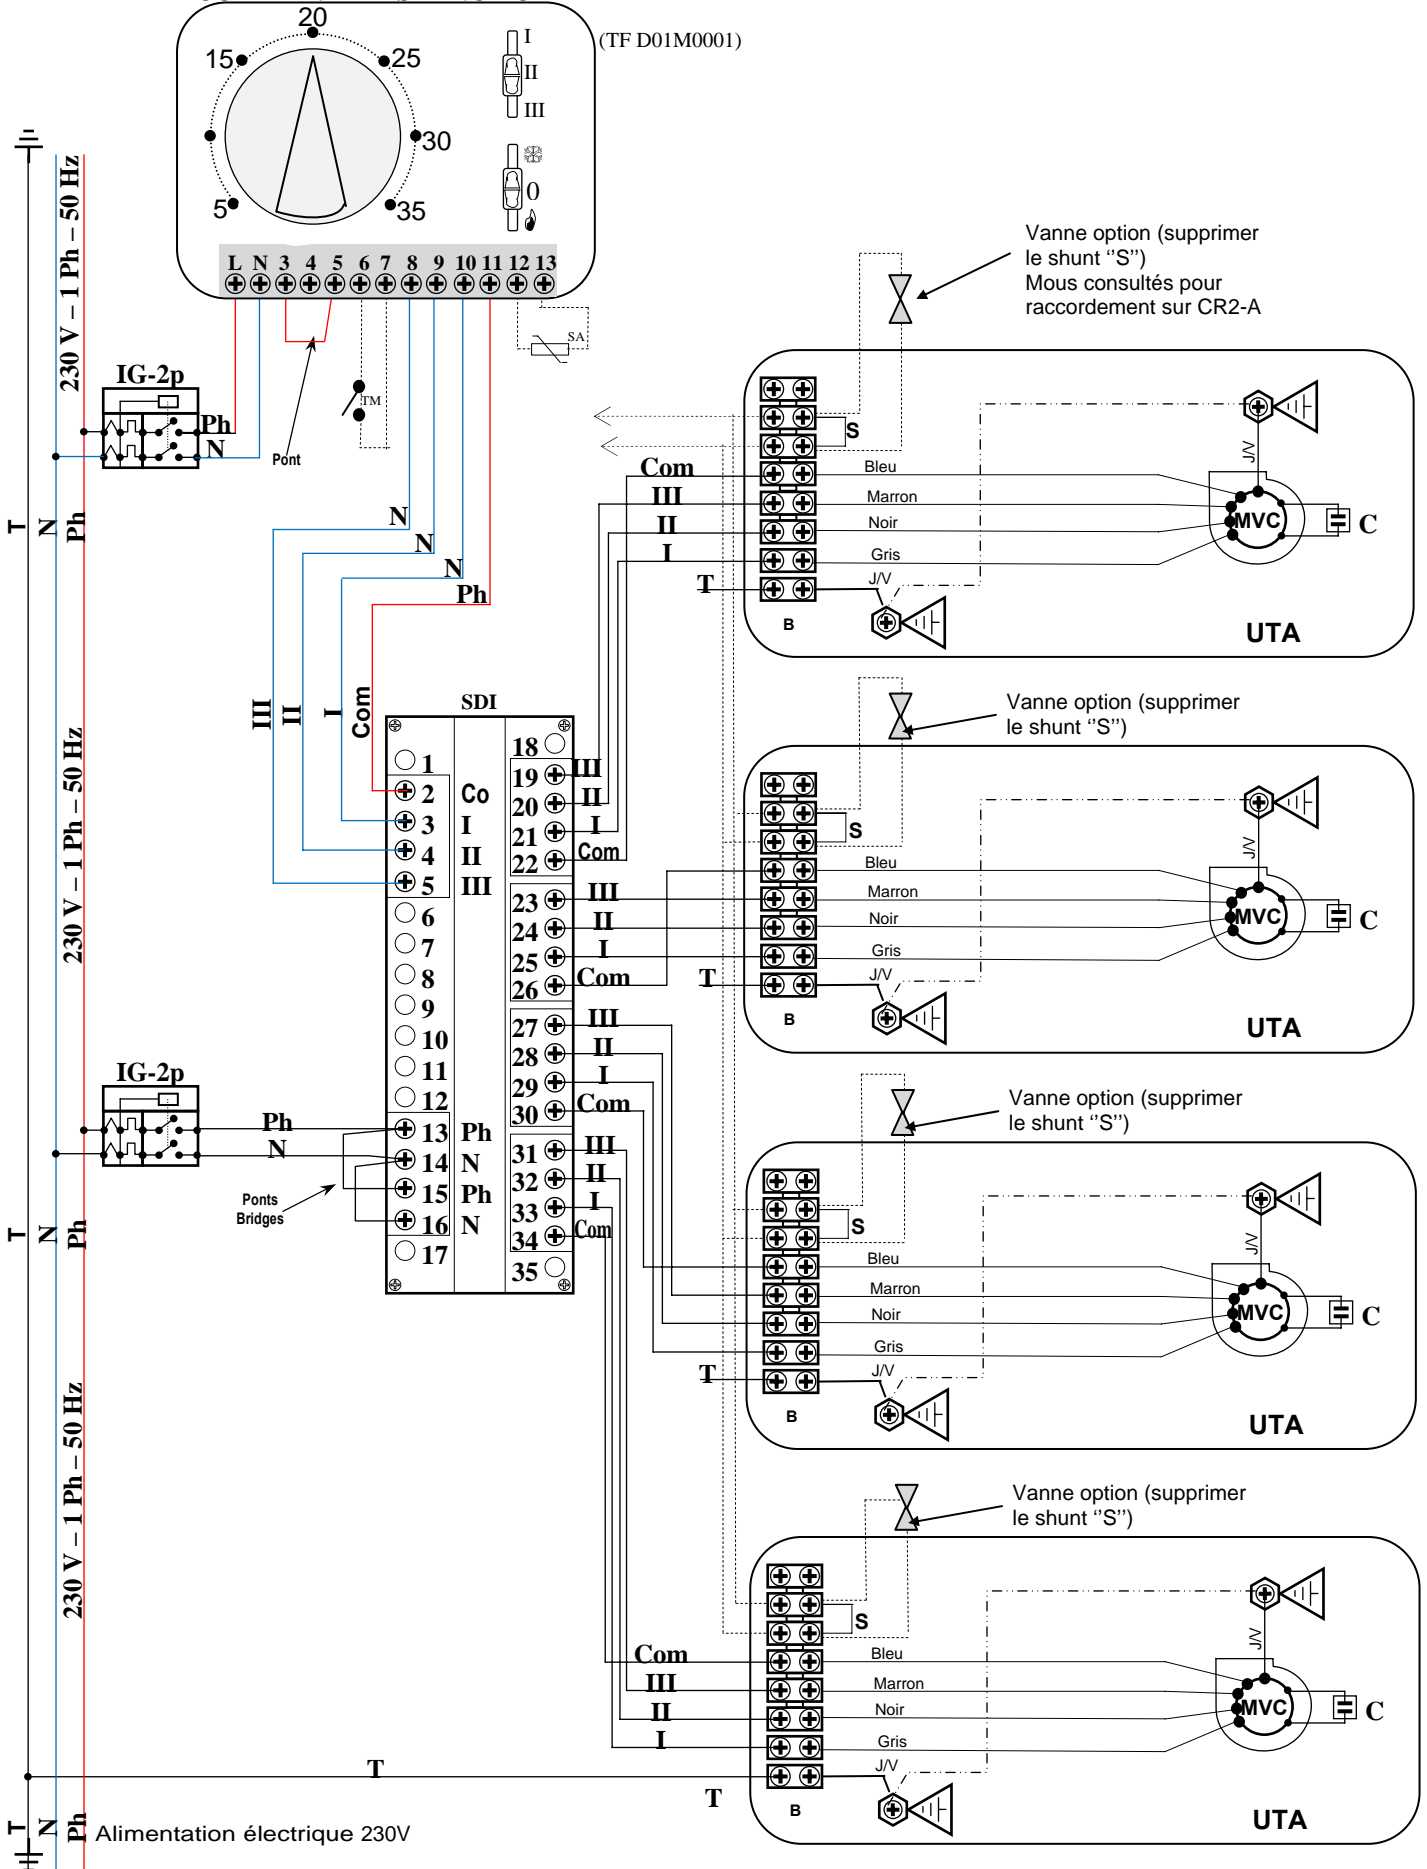 20
15
25
30
5
35
I
II
III
0
(TF D01M0001)
L N 3 4 5 6 7 8 9 10 11 12 13
SA
TM
Pont
230 V – 1 Ph – 50 Hz
IG-2p
Ph
N
T
N
Ph
N
N
N
Ph
III
II
I
Com
SDI
1
2 Co
3 I
4 II
5 III
6
7
8
9
10
11
12
13 Ph
14 N
15 Ph
16 N
17
18
19 III
20 II
21 I
22 Com
23 III
24 II
25 I
26 Com
27 III
28 II
29 I
30 Com
31 III
32 II
33 I
34 Com
35
230 V – 1 Ph – 50 Hz
IG-2p
Ph
N
Ponts
Bridges
T
N
Ph
230 V – 1 Ph – 50 Hz
T
T
N
Ph
Alimentation électrique 230V
Vanne option (supprimer
le shunt ‘‘S’’)
Mous consultés pour
raccordement sur CR2-A
S
Com
III
II
I
T
Bleu
Marron
Noir
Gris
J/V
J/V
MVC
C
B
UTA
Vanne option (supprimer
le shunt ‘‘S’’)
S
T
Bleu
Marron
Noir
Gris
J/V
J/V
MVC
C
B
UTA
Vanne option (supprimer
le shunt ‘‘S’’)
S
T
Bleu
Marron
Noir
Gris
J/V
J/V
MVC
C
B
UTA
Vanne option (supprimer
le shunt ‘‘S’’)
S
Com
III
II
I
T
Bleu
Marron
Noir
Gris
J/V
J/V
MVC
C
B
UTA